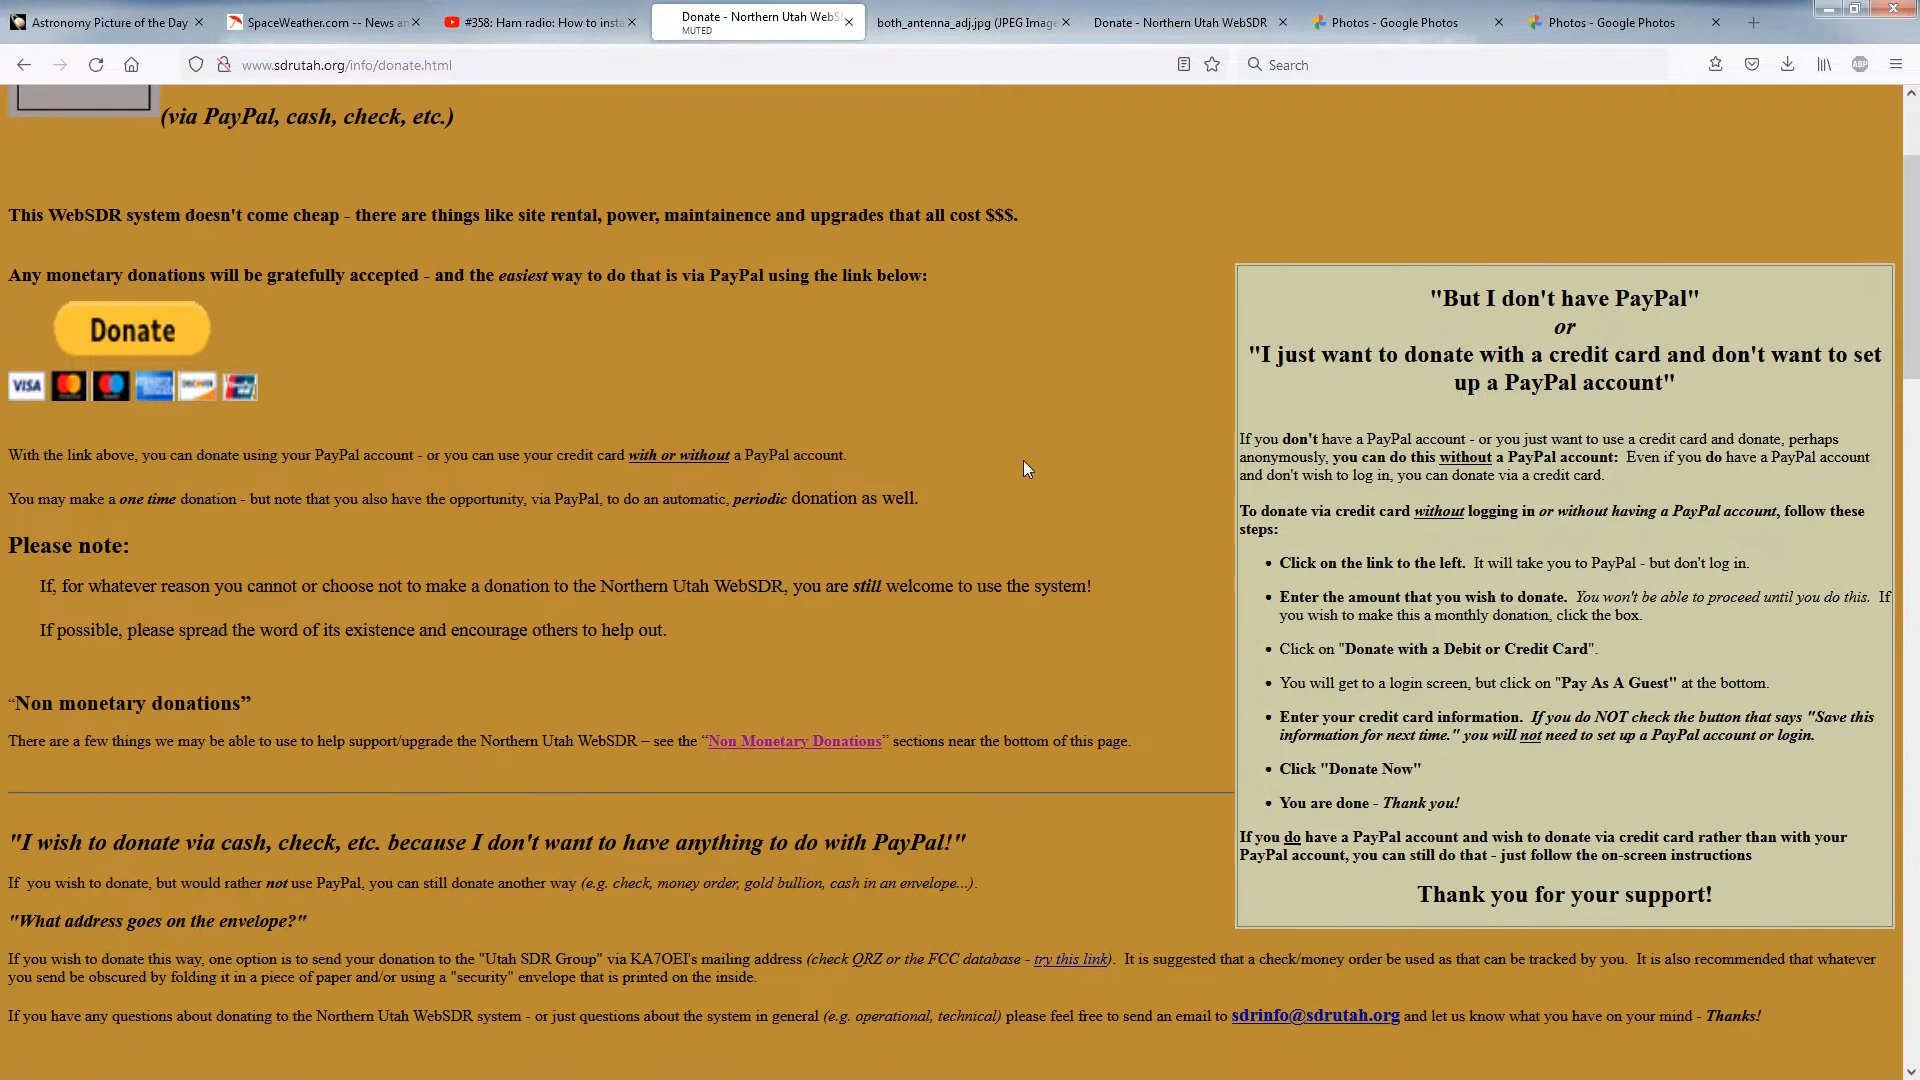 Astronomy Picture of the Day
SpaceWeather.com -- News an
#358: Ham radio: How to insta
Donate - Northern Utah WebS
MUTED
both_antenna_adj.jpg (JPEG Imag
Donate - Northern Utah WebSDR
Photos - Google Photos
Photos - Google Photos
www.sdrutah.org/info/donate.html
Search
ABP
(via PayPal, cash, check, etc.)
This WebSDR system doesn't come cheap - there are things like site rental, power, maintainence and upgrades that all cost $$$.
Any monetary donations will be gratefully accepted - and the easiest way to do that is via PayPal using the link below:
Donate
VISA
DISCOVER
With the link above, you can donate using your PayPal account - or you can use your credit card with or without a PayPal account.
You may make a one time donation - but note that you also have the opportunity, via PayPal, to do an automatic, periodic donation as well.
Please note:
If, for whatever reason you cannot or choose not to make a donation to the Northern Utah WebSDR, you are still welcome to use the system!
If possible, please spread the word of its existence and encourage others to help out.
“Non monetary donations”
There are a few things we may be able to use to help support/upgrade the Northern Utah WebSDR – see the “Non Monetary Donations” sections near the bottom of this page.
"But I don't have PayPal"
or
"I just want to donate with a credit card and don't want to set
up a PayPal account"
If you don't have a PayPal account - or you just want to use a credit card and donate, perhaps
anonymously, you can do this without a PayPal account: Even if you do have a PayPal account
and don't wish to log in, you can donate via a credit card.
To donate via credit card without logging in or without having a PayPal account, follow these
steps:
• Click on the link to the left. It will take you to PayPal - but don't log in.
• Enter the amount that you wish to donate. You won't be able to proceed until you do this. If
you wish to make this a monthly donation, click the box.
• Click on "Donate with a Debit or Credit Card".
• You will get to a login screen, but click on "Pay As A Guest" at the bottom.
• Enter your credit card information. If you do NOT check the button that says "Save this
information for next time." you will not need to set up a PayPal account or login.
• Click "Donate Now"
• You are done - Thank you!
If you do have a PayPal account and wish to donate via credit card rather than with your
PayPal account, you can still do that - just follow the on-screen instructions
Thank you for your support!
"I wish to donate via cash, check, etc. because I don't want to have anything to do with PayPal!"
If you wish to donate, but would rather not use PayPal, you can still donate another way (e.g. check, money order, gold bullion, cash in an envelope...).
"What address goes on the envelope?"
If you wish to donate this way, one option is to send your donation to the "Utah SDR Group" via KA7OEI's mailing address (check QRZ or the FCC database - try this link). It is suggested that a check/money order be used as that can be tracked by you. It is also recommended that whatever
you send be obscured by folding it in a piece of paper and/or using a "security" envelope that is printed on the inside.
If you have any questions about donating to the Northern Utah WebSDR system - or just questions about the system in general (e.g. operational, technical) please feel free to send an email to sdrinfo@sdrutah.org and let us know what you have on your mind - Thanks!